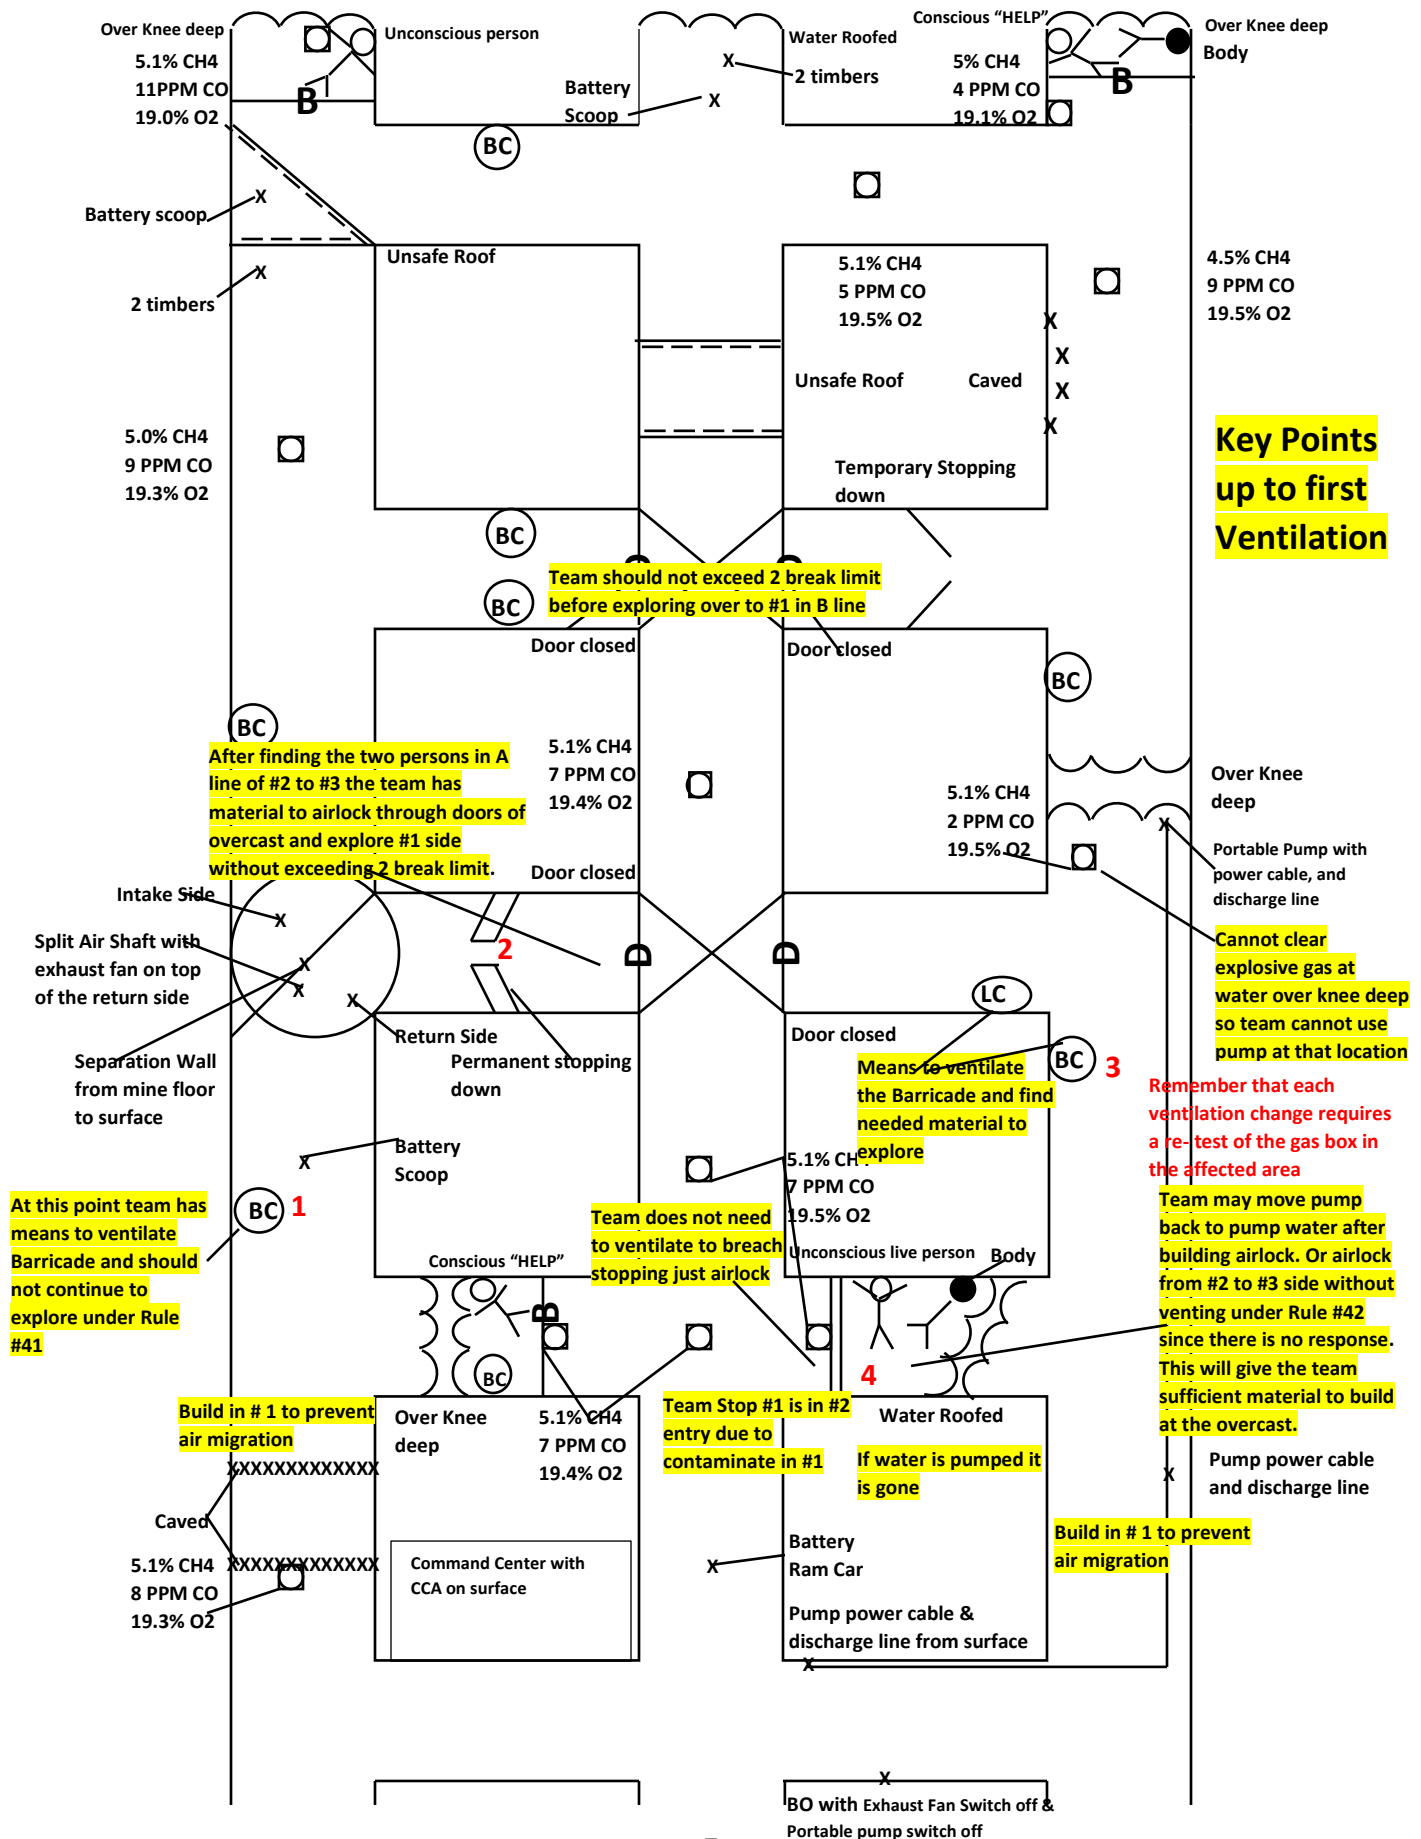 Over Knee deep
5.1% CH4
11PPM CO
19.0% O2
B
Unconscious person
Water Roofed
2 timbers
Battery
Scoop
Conscious “HELP”
5% CH4
4 PPM CO
19.1% O2
B
Over Knee deep
Body
BC
X
X
X
Battery scoop
X
2 timbers
Unsafe Roof
5.1% CH4
5 PPM CO
19.5% O2
4.5% CH4
9 PPM CO
19.5% O2
X
X
X
X
Unsafe Roof Caved
5.0% CH4
9 PPM CO
19.3% O2
Key Points
up to first
Ventilation
Temporary Stopping
down
BC
BC
Team should not exceed 2 break limit
before exploring over to #1 in B line
Door closed
Door closed
BC
BC
After finding the two persons in A
line of #2 to #3 the team has
material to airlock through doors of
overcast and explore #1 side
without exceeding 2 break limit.
5.1% CH4
7 PPM CO
19.4% O2
Over Knee
deep
5.1% CH4
2 PPM CO
19.5% O2
X
Portable Pump with
power cable, and
discharge line
Door closed
Intake Side
X
Split Air Shaft with
exhaust fan on top
of the return side
X
X
X
2
D
D
Cannot clear
explosive gas at
water over knee deep
so team cannot use
pump at that location
LC
Return Side
Separation Wall
from mine floor
to surface
Permanent stopping
down
Door closed
BC
3
Means to ventilate
the Barricade and find
needed material to
explore
Remember that each
ventilation change requires
a re- test of the gas box in
the affected area
Battery
Scoop
X
5.1% CH4
7 PPM CO
19.5% O2
BC
1
At this point team has
means to ventilate
Barricade and should
not continue to
explore under Rule
#41
Team does not need
to ventilate to breach
stopping just airlock
Unconscious live person
Body
Team may move pump
back to pump water after
building airlock. Or airlock
from #2 to #3 side without
venting under Rule #42
since there is no response.
This will give the team
sufficient material to build
at the overcast.
Conscious “HELP”
B
BC
4
Build in # 1 to prevent
air migration
Over Knee
deep
5.1% CH4
7 PPM CO
19.4% O2
Team Stop #1 is in #2
entry due to
contaminate in #1
Water Roofed
If water is pumped it
is gone
X
Pump power cable
and discharge line
XXXXXXXXXXXXX
Caved
XXXXXXXXXXXXX
5.1% CH4
8 PPM CO
19.3% O2
Command Center with
CCA on surface
X
Battery
Ram Car
Build in # 1 to prevent
air migration
Pump power cable &
discharge line from surface
X
X
BO with Exhaust Fan Switch off &
Portable pump switch off